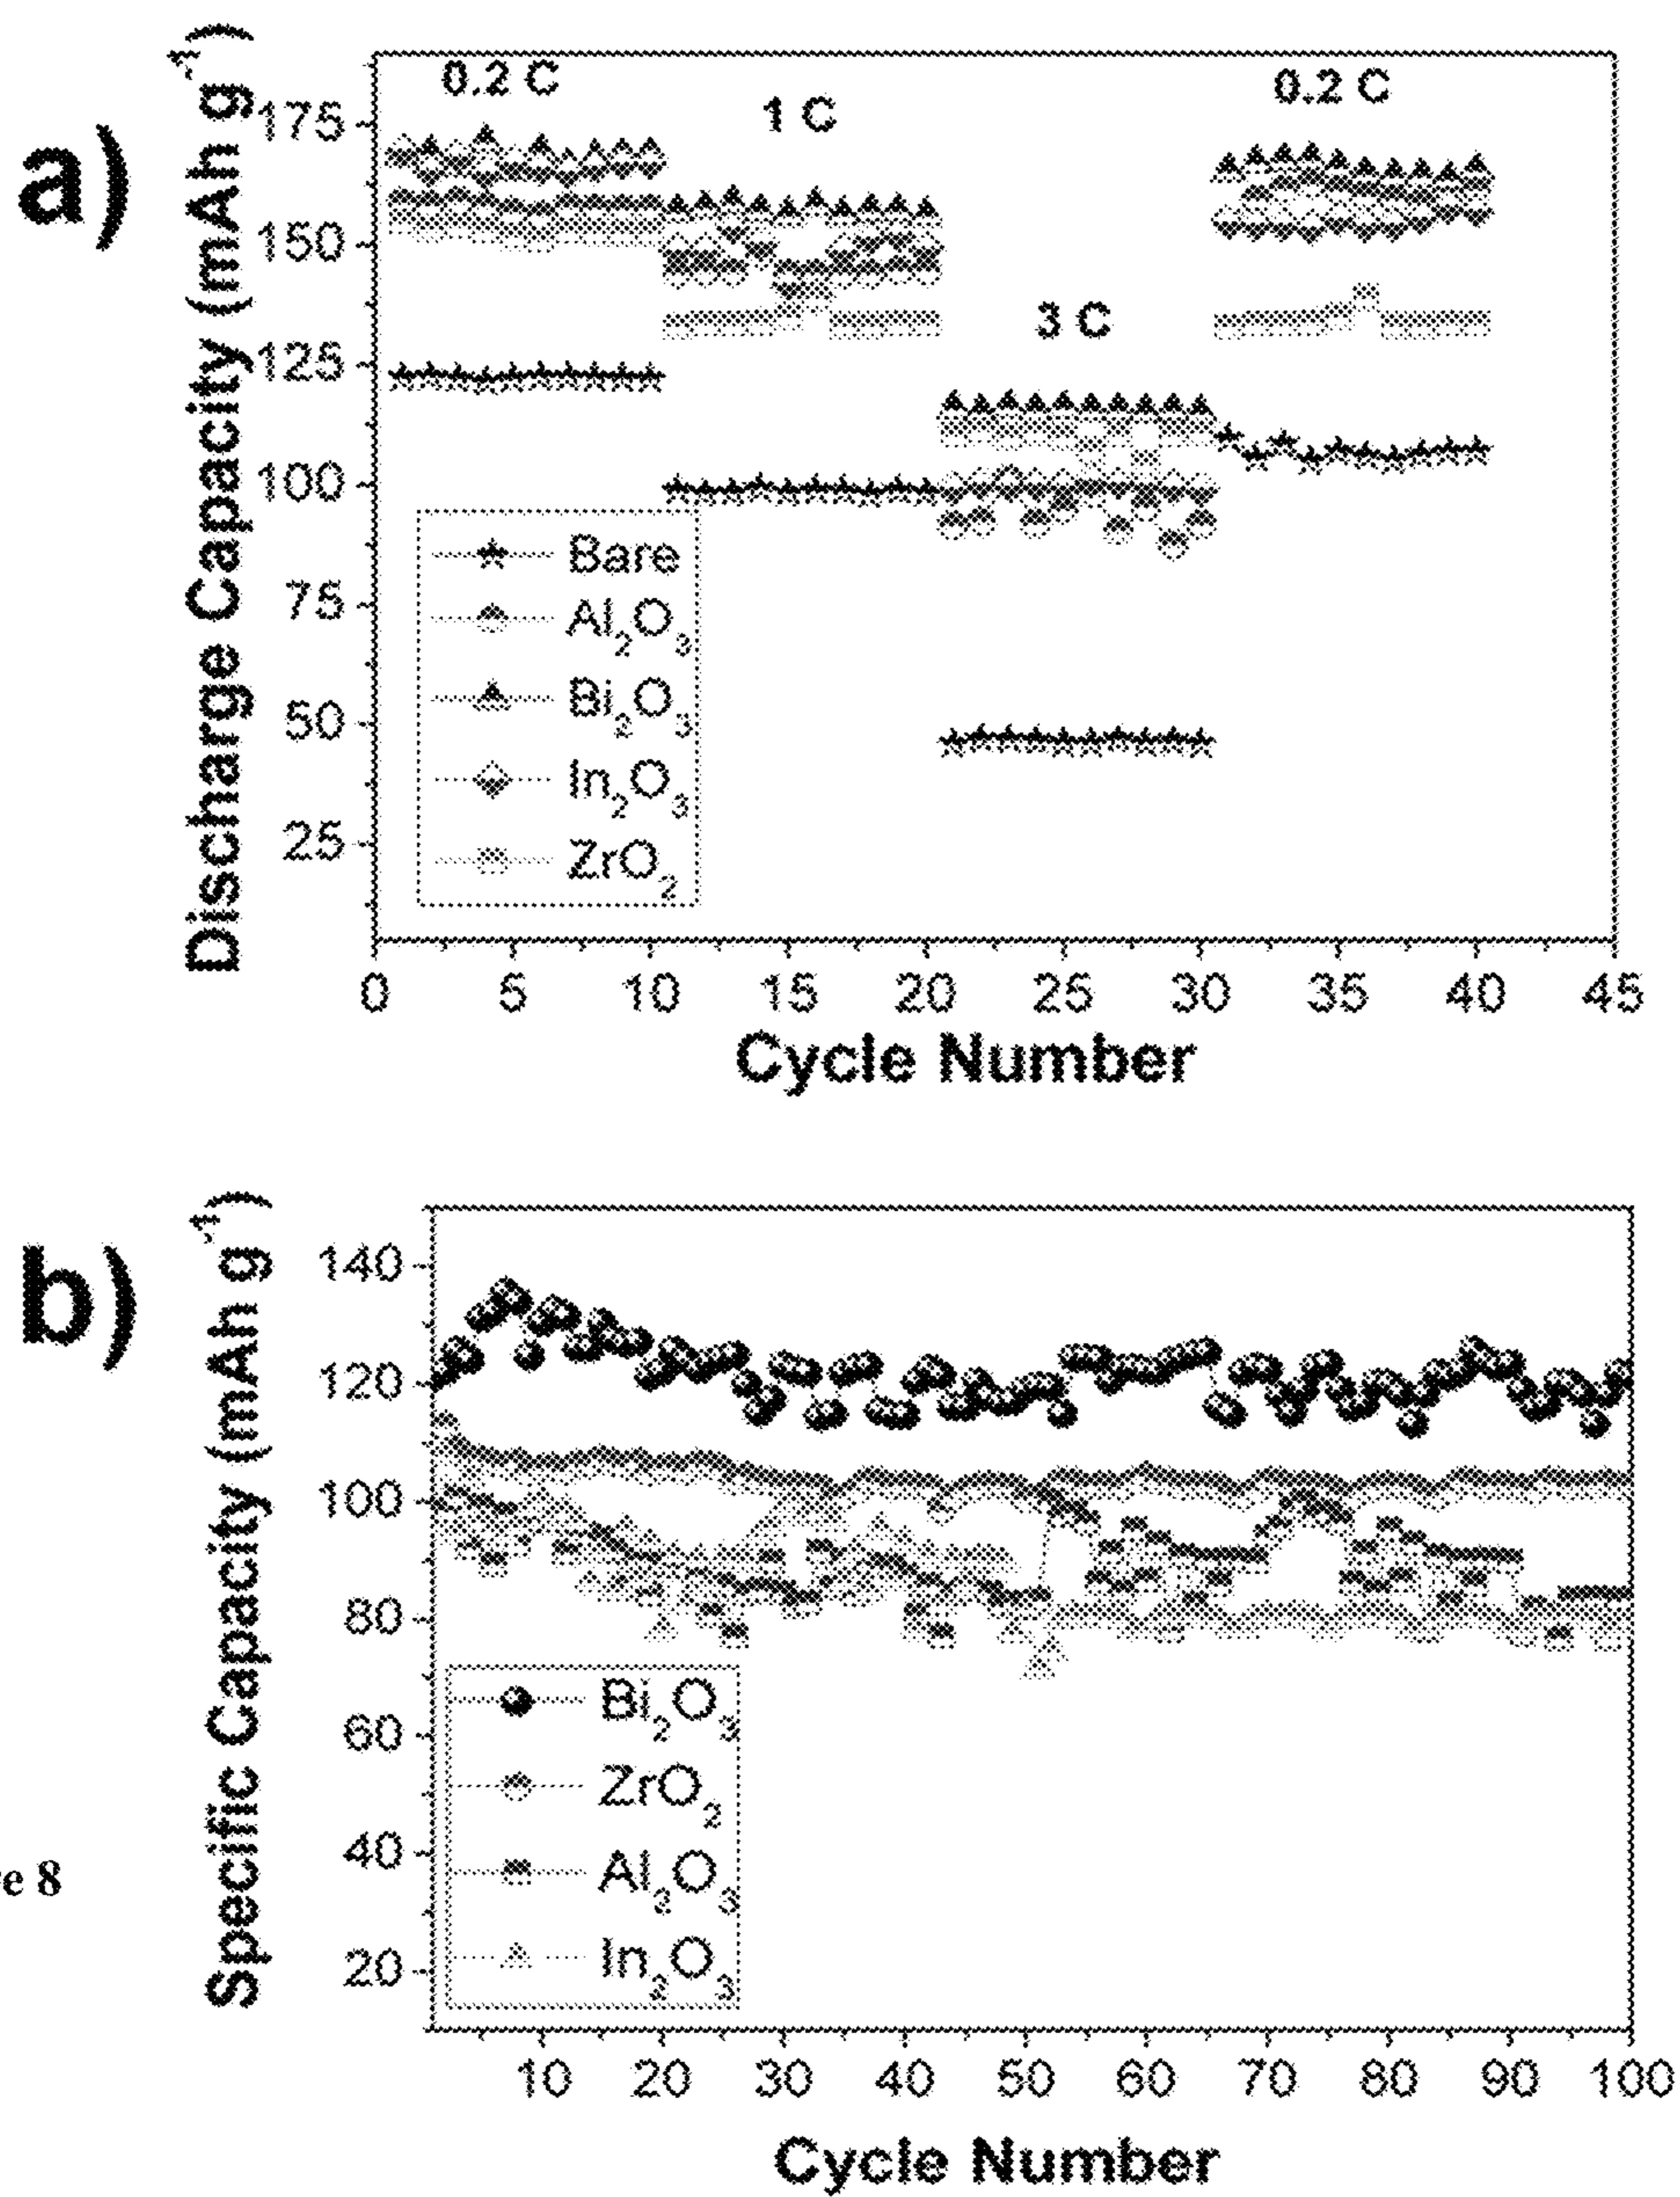 a)
Discharge Capacity (mAh g⁻¹)
175
150
125
100
75
50
25
0.2 C
1 C
3 C
0.2 C
Bare
Al₂O₃
Bi₂O₃
In₂O₃
ZrO₂
0 5 10 15 20 25 30 35 40 45
Cycle Number
b)
Specific Capacity (mAh g⁻¹)
140
120
100
80
60
40
20
Bi₂O₃
ZrO₂
Al₂O₃
In₂O₃
10 20 30 40 50 60 70 80 90 100
Cycle Number
e 8